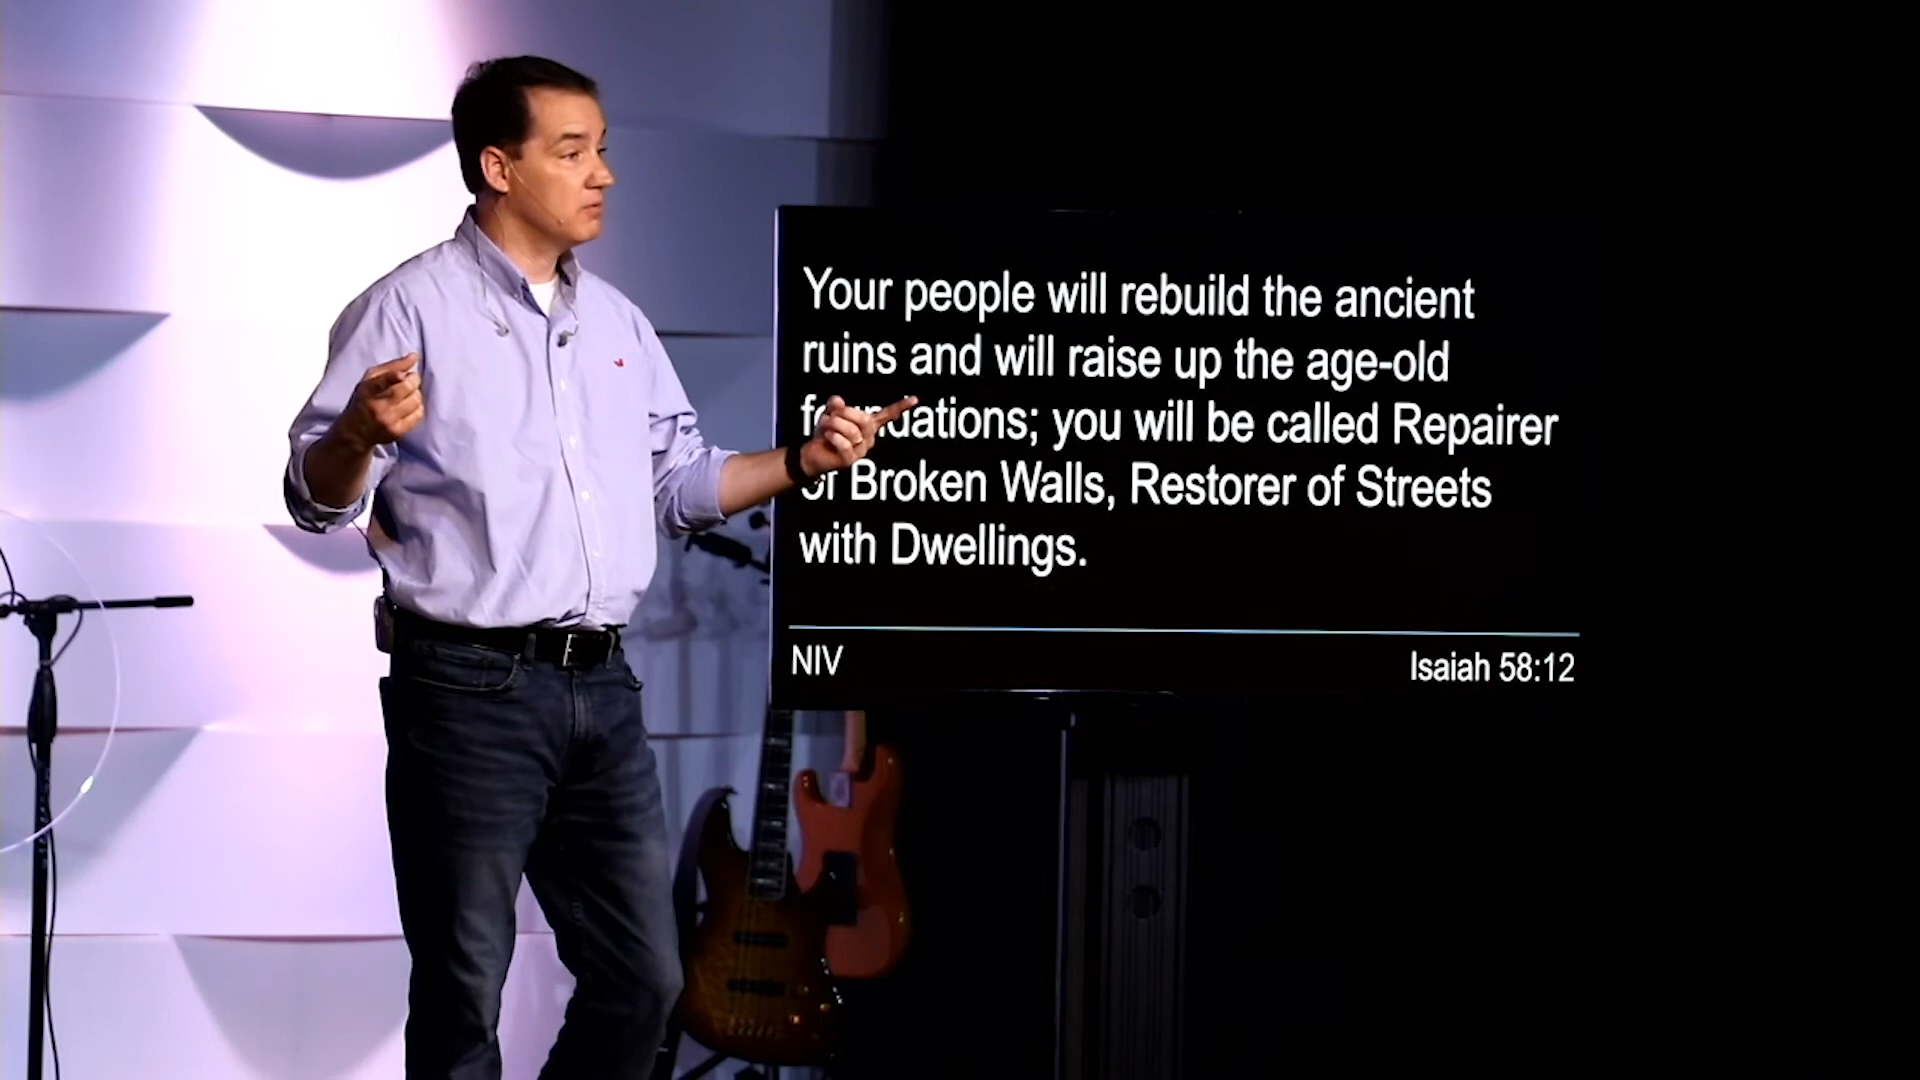 Your people will rebuild the ancient
ruins and will raise up the age-old
foundations; you will be called Repairer
of Broken Walls, Restorer of Streets
with Dwellings.
NIV
Isaiah 58:12